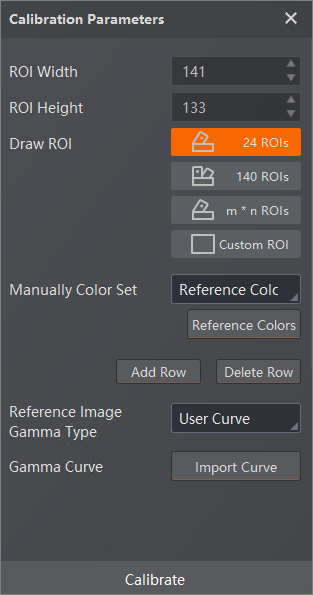 Calibration Parameters
ROI Width 141
ROI Height 133
Draw ROI 24 ROIs
140 ROIs
m * n ROIs
Custom ROI
Manually Color Set Reference Colc
Reference Colors
Add Row Delete Row
Reference Image
Gamma Type User Curve
Gamma Curve Import Curve
Calibrate